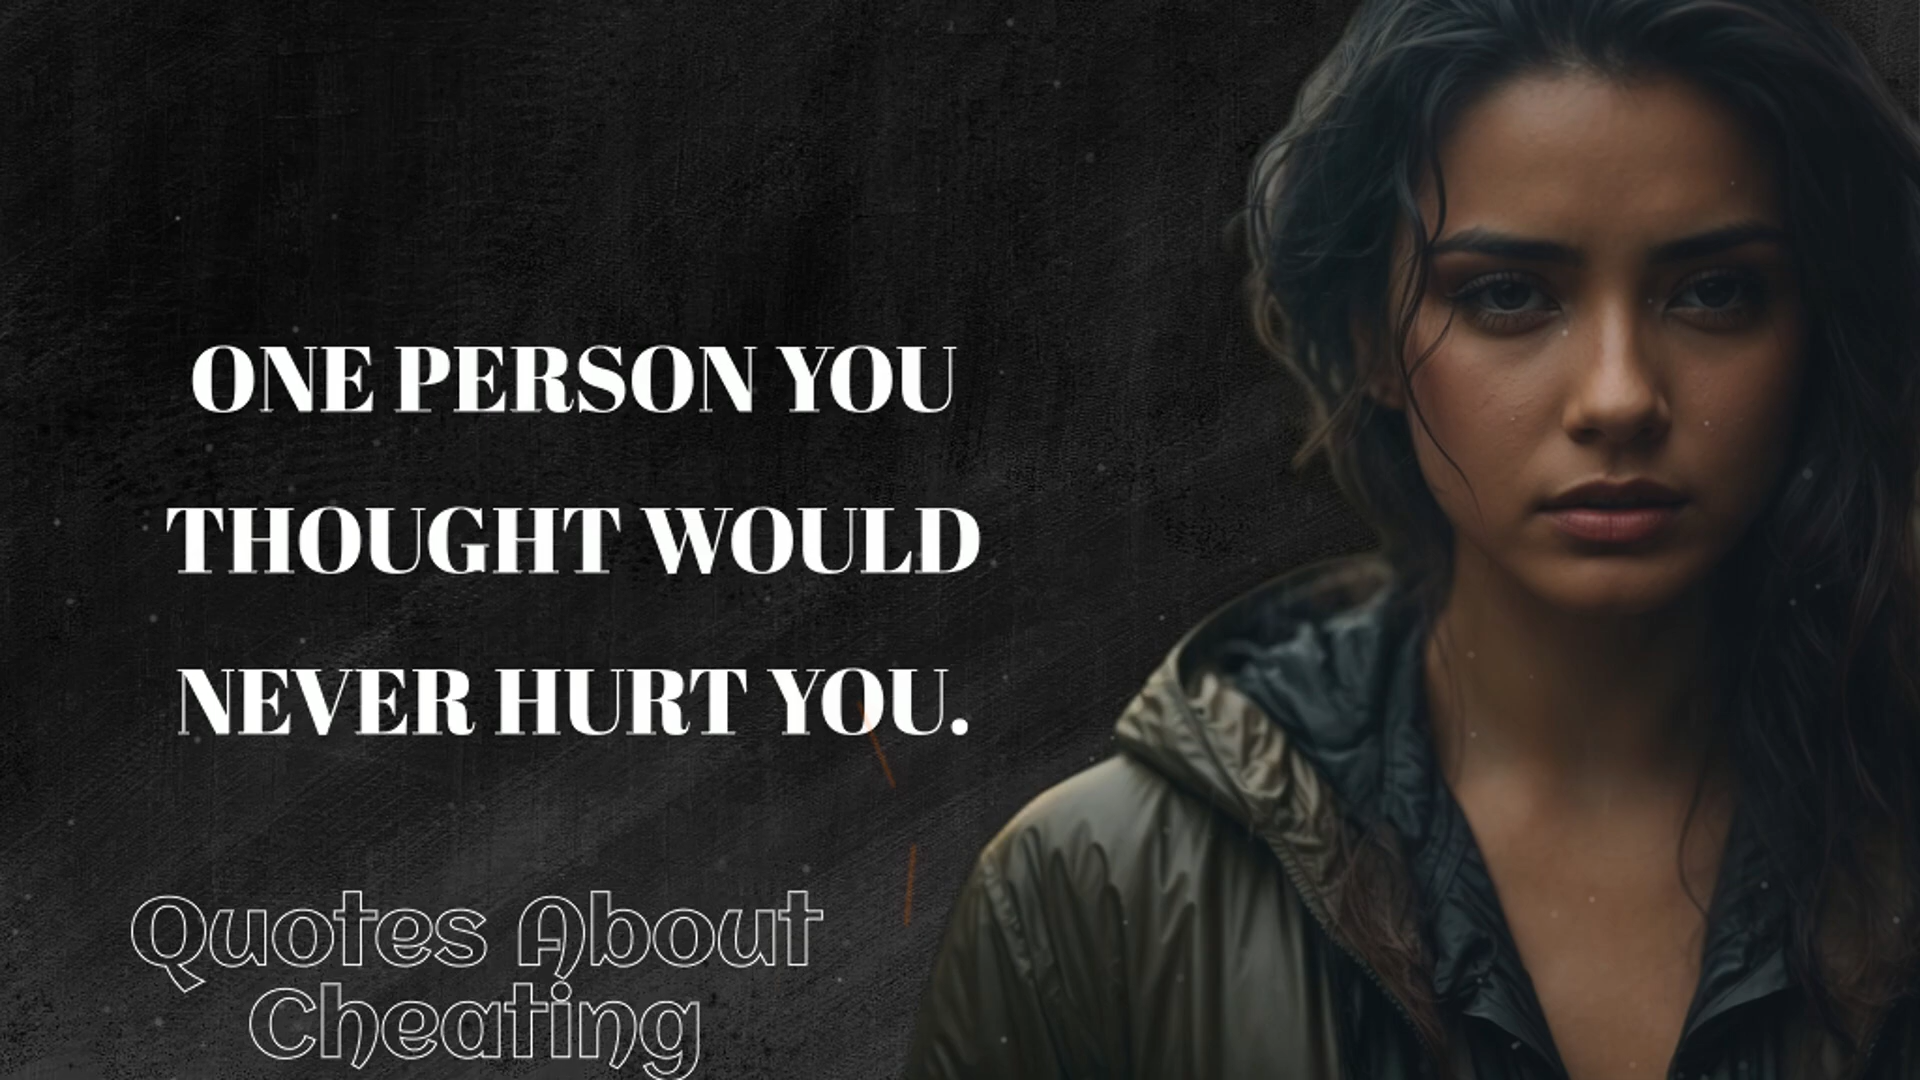 ONE PERSON YOU
THOUGHT WOULD
NEVER HURT YOU.
Quotes About
Cheating